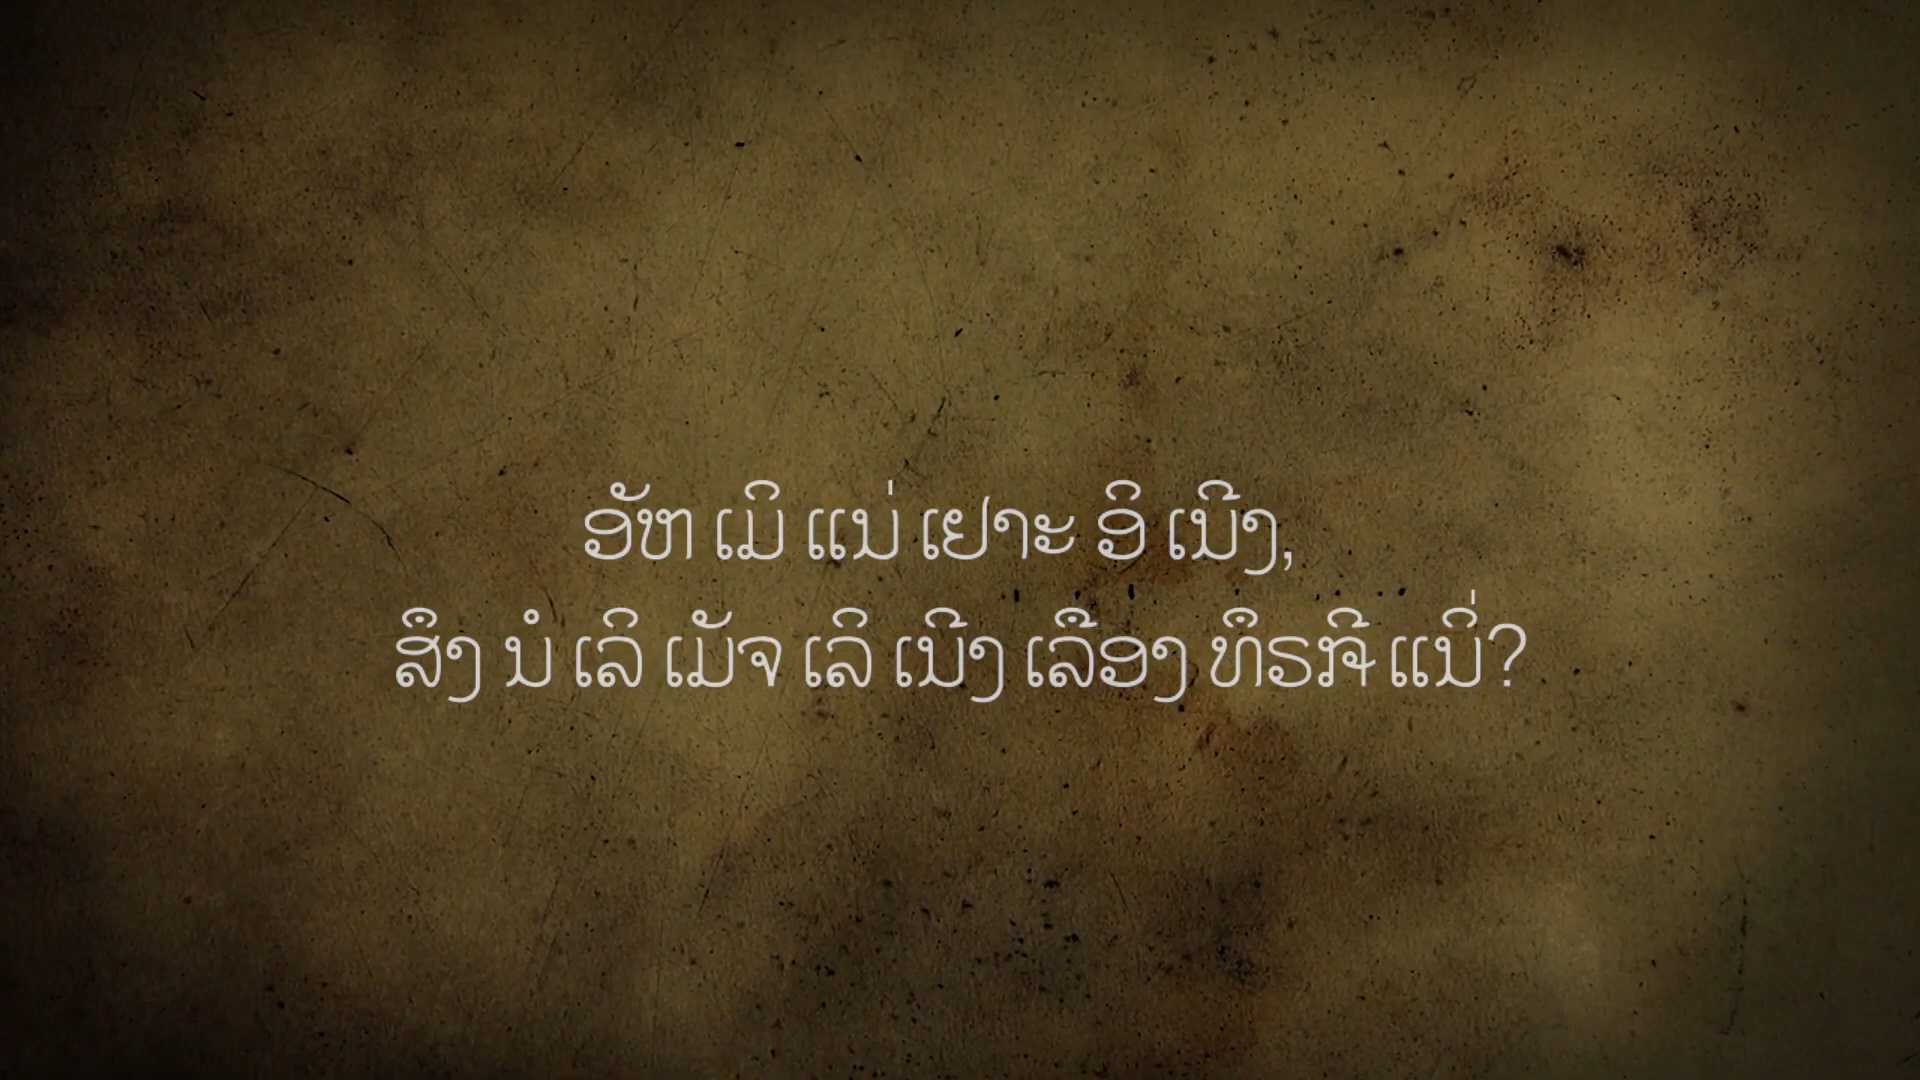 ອັຫ ເມິ ແນ່ ເຢາະ ອິ ເນີງ,
ສຶງ ນໍ ເລິ ເມັຈ ເລິ ເນີງ ເລືອງ ທຶຣ ແນິ່?